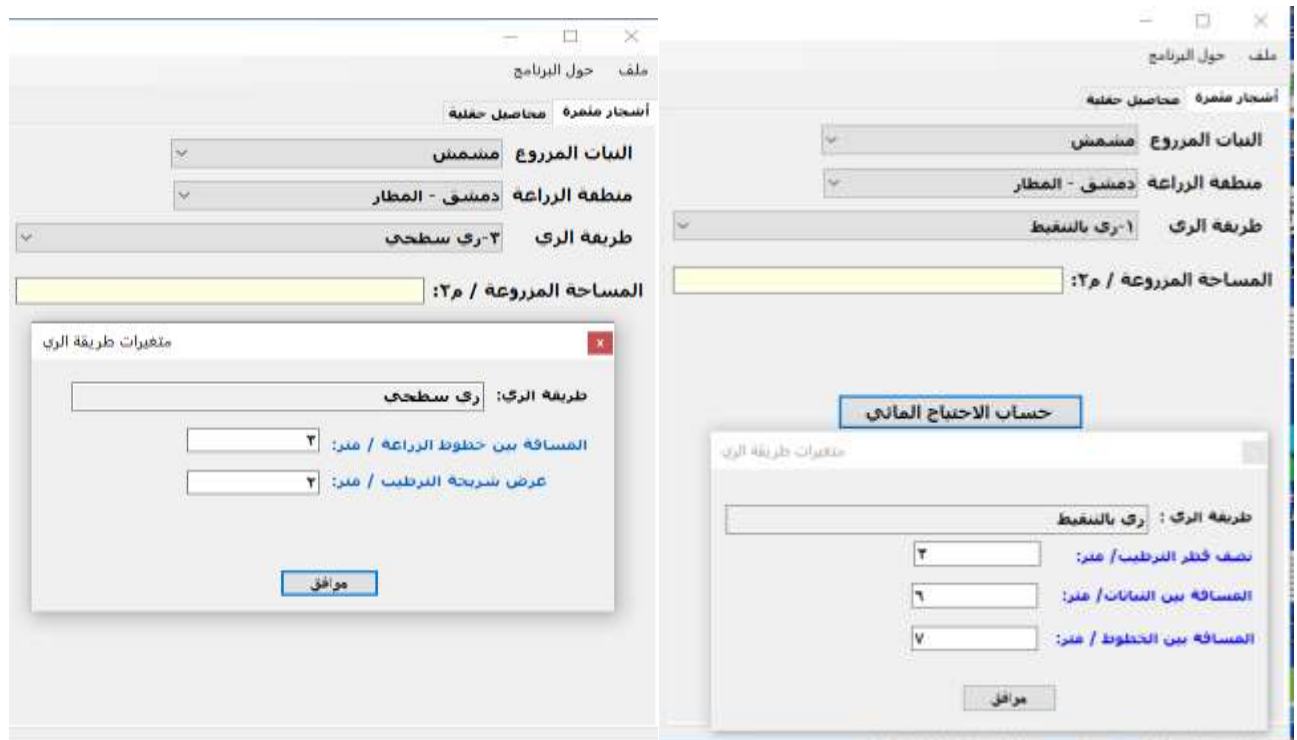 ملف حول البرنامج
أشجار مثمرة محاصيل حقلية
النبات المزروع مشمش
منطقة الزراعة دمشق - المطار
طريقة الري ١-ري بالتنقيط
المساحة المزروعة / م٢:
حساب الاحتياج المائي
متغيرات طريقة الري
طريقة الري : ري بالتنقيط
نصف قطر الترطيب/ متر: ٣
المسافة بين النباتات/ متر: ٦
المسافة بين الخطوط / متر: ٧
موافق
ملف حول البرنامج
أشجار مثمرة محاصيل حقلية
النبات المزروع مشمش
منطقة الزراعة دمشق - المطار
طريقة الري ٣-ري سطحي
المساحة المزروعة / م٢:
متغيرات طريقة الري
طريقة الري: ري سطحي
المسافة بين خطوط الزراعة / متر: ٣
عرض شريحة الترطيب / متر: ٢
موافق